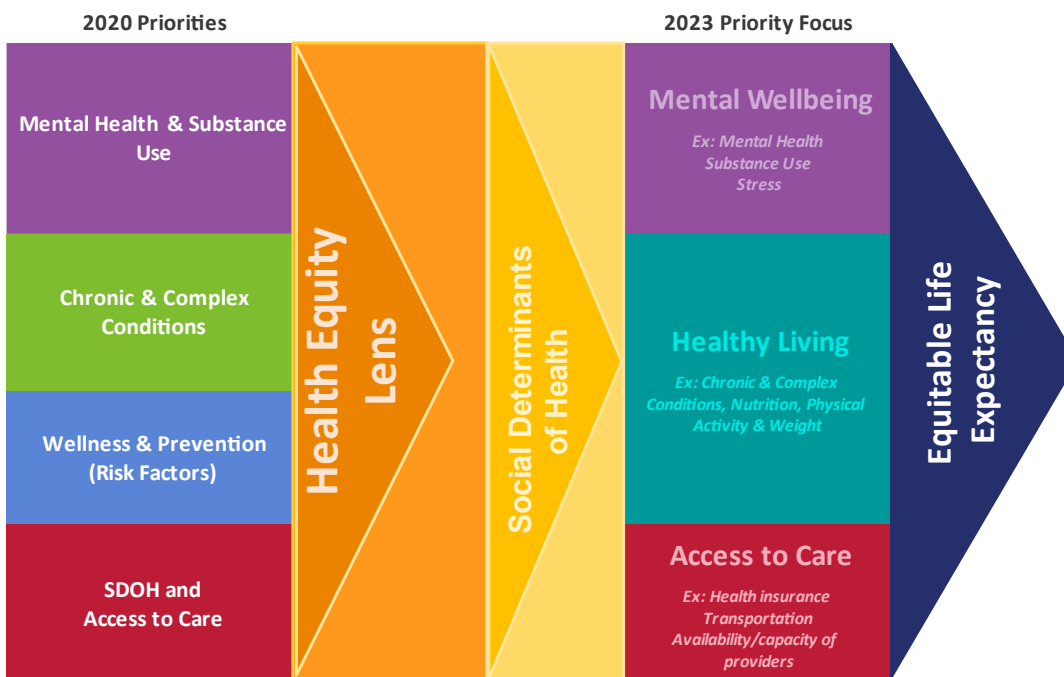 2020 Priorities
2023 Priority Focus
Mental Health & Substance
Use
Chronic & Complex
Conditions
Wellness & Prevention
(Risk Factors)
SDOH and
Access to Care
Health Equity
Lens
Social Determinants
of Health
Mental Wellbeing
Ex: Mental Health
Substance Use
Stress
Healthy Living
Ex: Chronic & Complex
Conditions, Nutrition, Physical
Activity & Weight
Access to Care
Ex: Health insurance
Transportation
Availability/capacity of
providers
Equitable Life
Expectancy